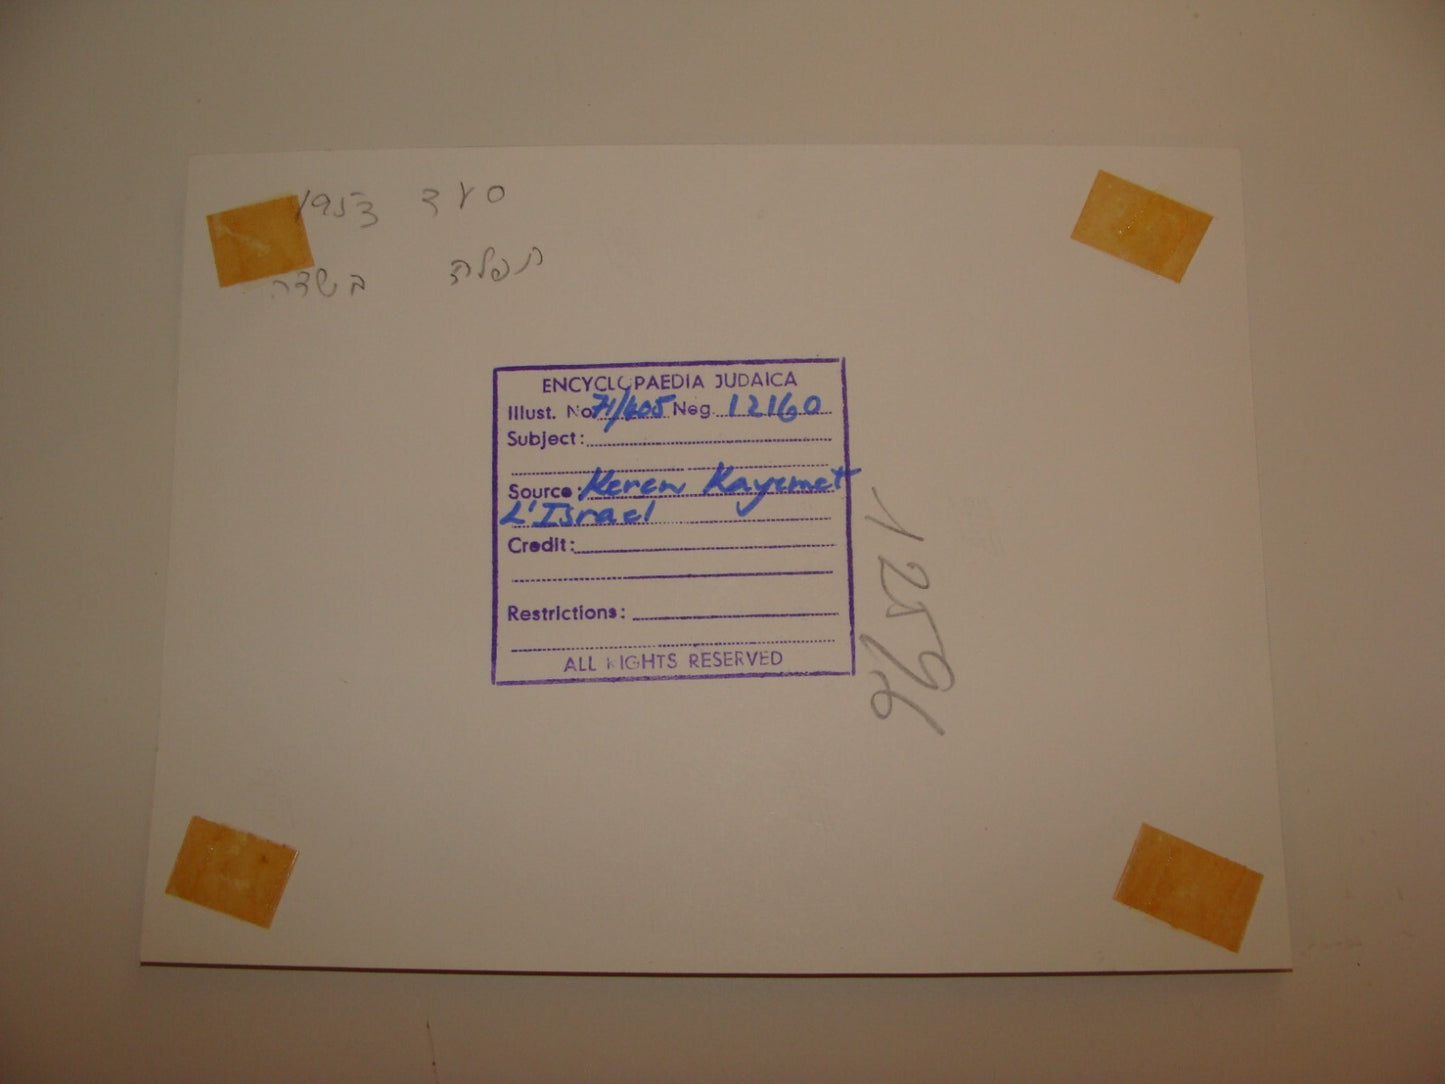 סעד 1953
תפלה בשדה
ENCYCLOPAEDIA JUDAICA
Illust. No 71/605 Neg. 12160
Subject:
Source: Keren Kayemet
L'Israel
Credit:
Restrictions:
ALL RIGHTS RESERVED
12596